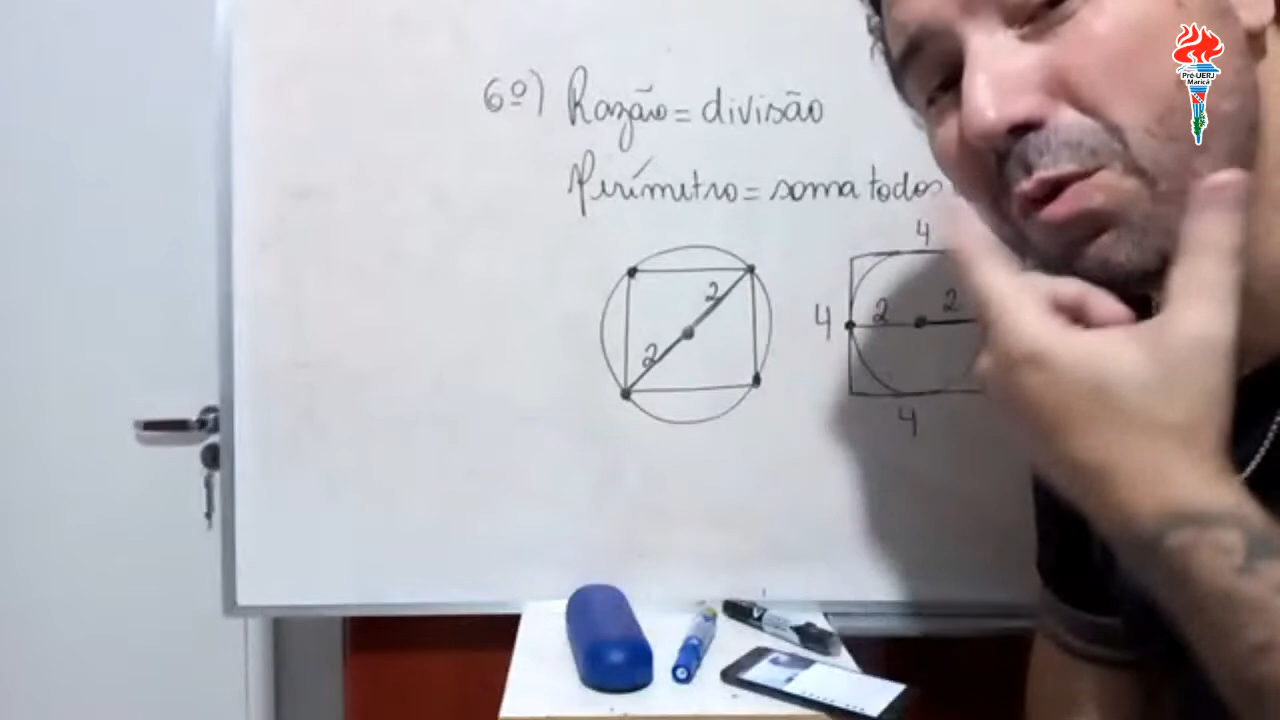 6º) Razão = divisão
Perímetro = soma todos
4
2
2
2
4
2
4
Pré-UERJ
Maricá